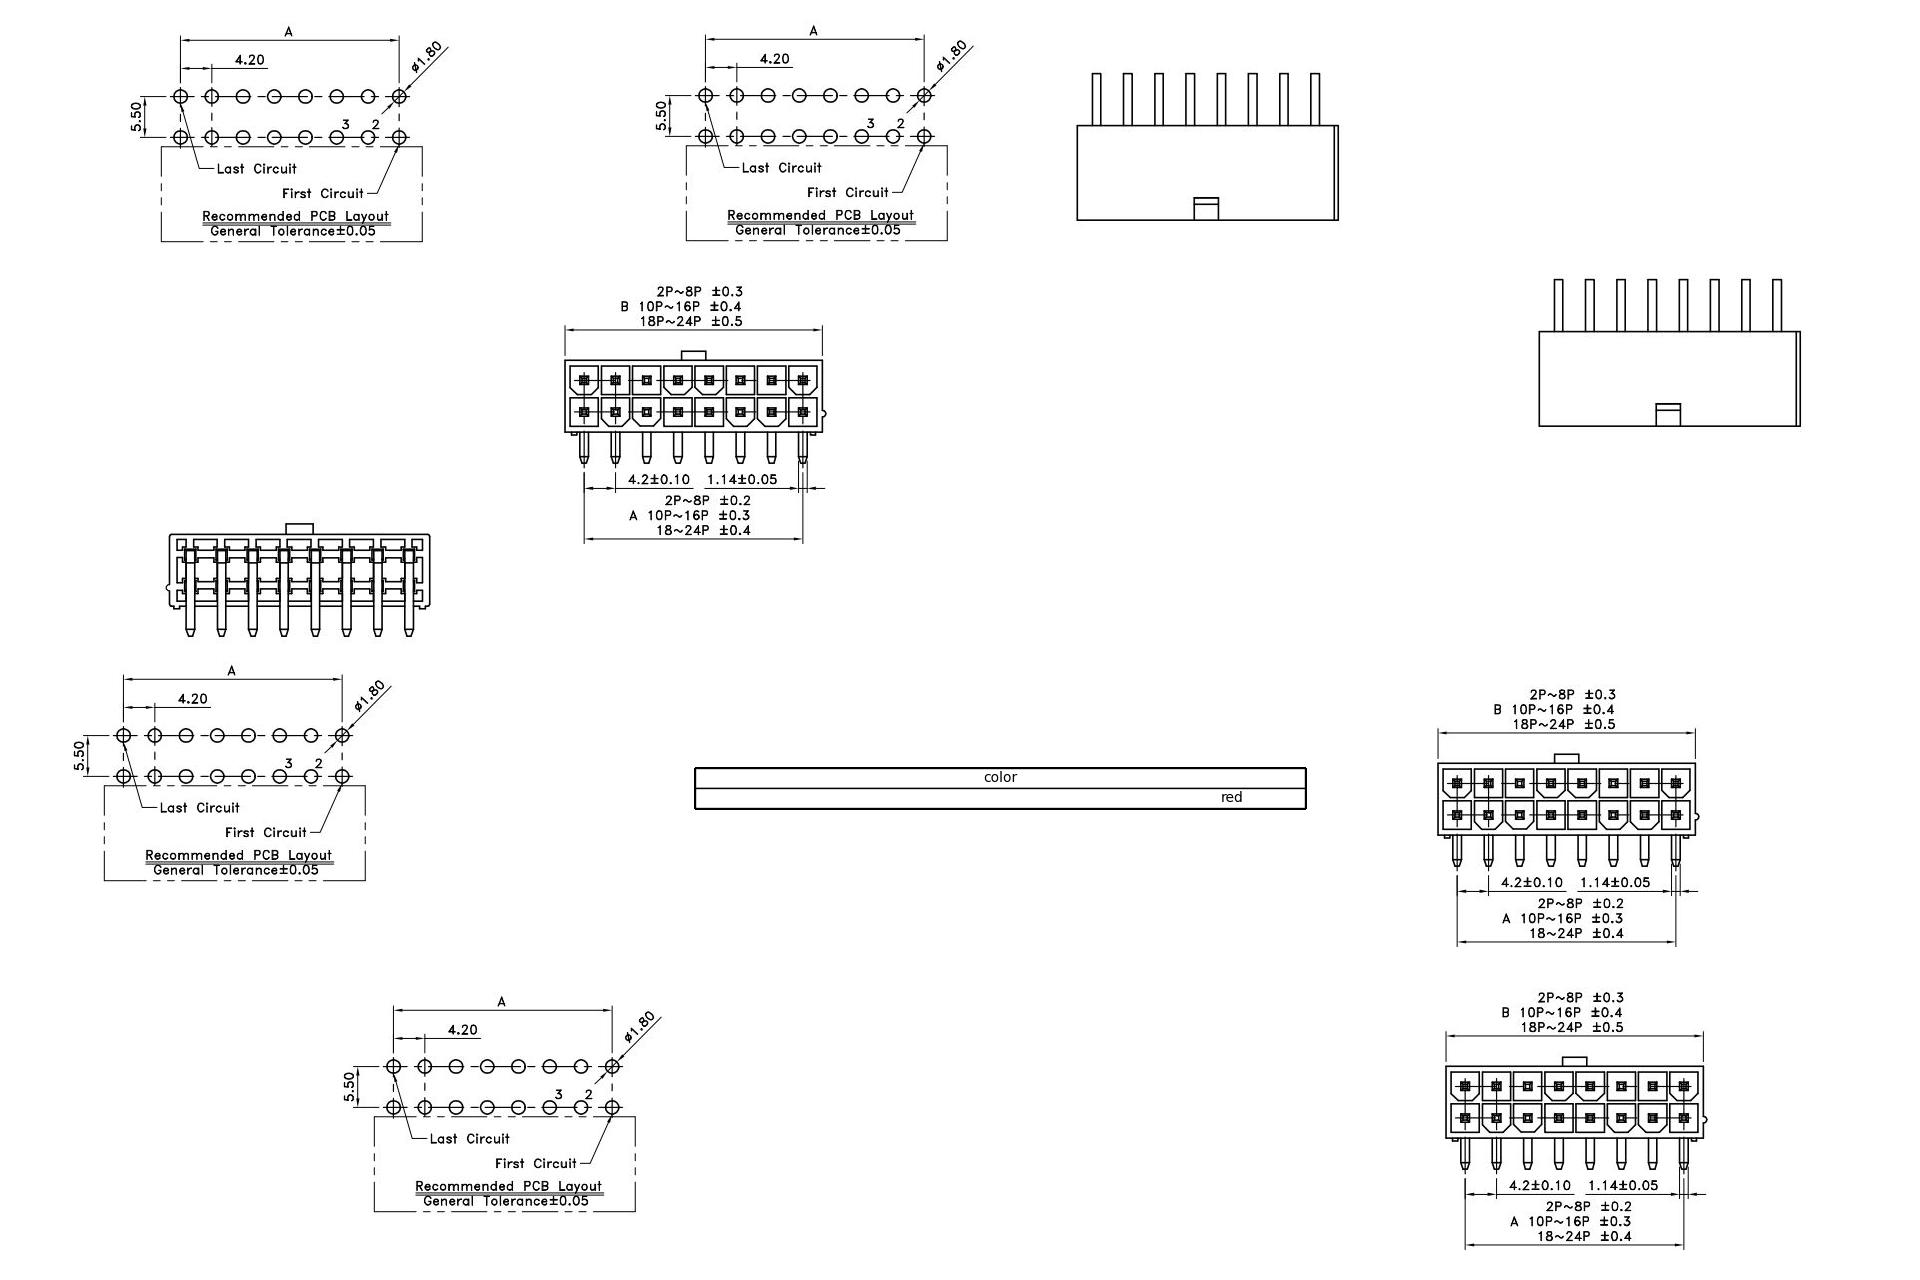 A
4.20
ø1.80
5.50
3 2
Last Circuit
First Circuit
Recommended PCB Layout
General Tolerance±0.05
A
4.20
ø1.80
5.50
3 2
Last Circuit
First Circuit
Recommended PCB Layout
General Tolerance±0.05
2P~8P ±0.3
B 10P~16P ±0.4
18P~24P ±0.5
4.2±0.10 1.14±0.05
2P~8P ±0.2
A 10P~16P ±0.3
18~24P ±0.4
A
4.20
ø1.80
5.50
3 2
Last Circuit
First Circuit
Recommended PCB Layout
General Tolerance±0.05
color
red
2P~8P ±0.3
B 10P~16P ±0.4
18P~24P ±0.5
4.2±0.10 1.14±0.05
2P~8P ±0.2
A 10P~16P ±0.3
18~24P ±0.4
A
4.20
ø1.80
5.50
3 2
Last Circuit
First Circuit
Recommended PCB Layout
General Tolerance±0.05
2P~8P ±0.3
B 10P~16P ±0.4
18P~24P ±0.5
4.2±0.10 1.14±0.05
2P~8P ±0.2
A 10P~16P ±0.3
18~24P ±0.4